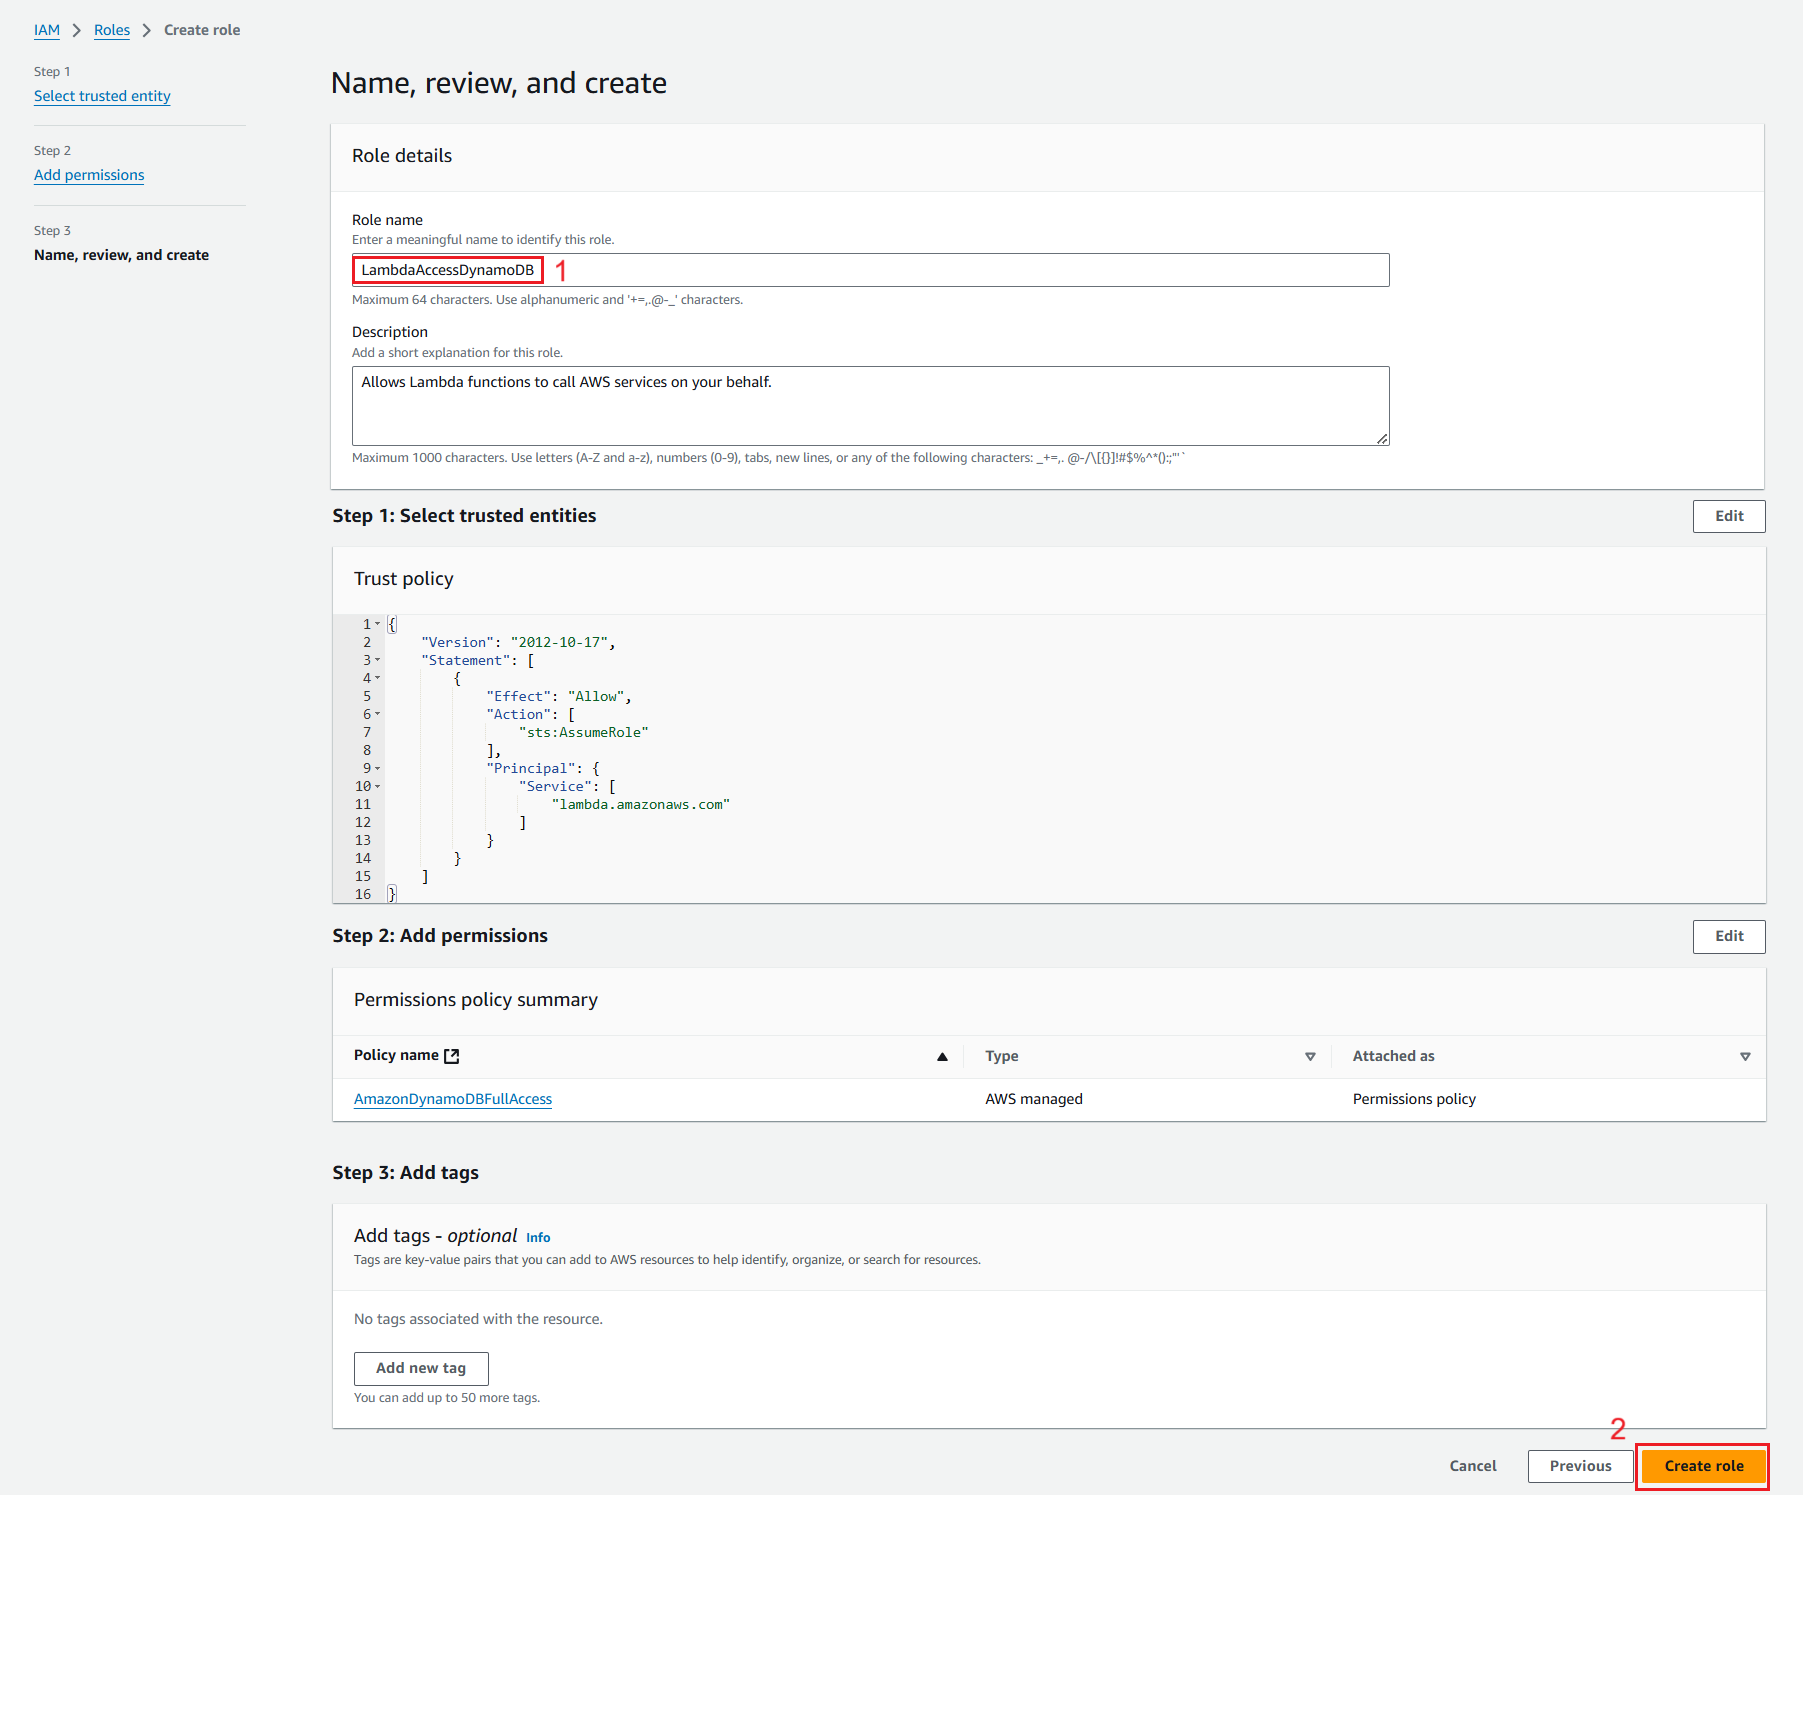 IAM > Roles > Create role
Step 1
Select trusted entity
Step 2
Add permissions
Step 3
Name, review, and create
Name, review, and create
Role details
Role name
Enter a meaningful name to identify this role.
LambdaAccessDynamoDB 1
Maximum 64 characters. Use alphanumeric and '+=,.@-_' characters.
Description
Add a short explanation for this role.
Allows Lambda functions to call AWS services on your behalf.
Maximum 1000 characters. Use letters (A-Z and a-z), numbers (0-9), tabs, new lines, or any of the following characters: _+=,. @-/\[{}]!#$%^*();:"'`
Step 1: Select trusted entities Edit
Trust policy
1 {
2 "Version": "2012-10-17",
3 "Statement": [
4 {
5 "Effect": "Allow",
6 "Action": [
7 "sts:AssumeRole"
8 ],
9 "Principal": {
10 "Service": [
11 "lambda.amazonaws.com"
12 ]
13 }
14 }
15 ]
16 }
Step 2: Add permissions Edit
Permissions policy summary
Policy name Type Attached as
AmazonDynamoDBFullAccess AWS managed Permissions policy
Step 3: Add tags
Add tags - optional Info
Tags are key-value pairs that you can add to AWS resources to help identify, organize, or search for resources.
No tags associated with the resource.
Add new tag
You can add up to 50 more tags.
2
Cancel Previous Create role